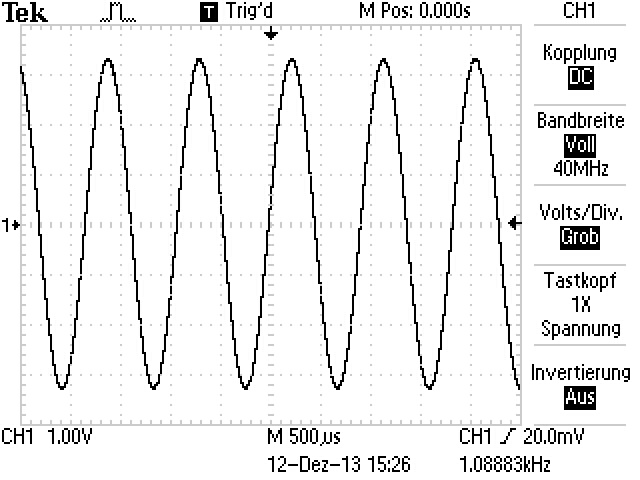 Tek T Trig'd M Pos: 0.000s CH1
Kopplung
DC
Bandbreite
Voll
40MHz
1
Volts/Div.
Grob
Tastkopf
1X
Spannung
Invertierung
Aus
CH1 1.00V M 500µs CH1 20.0mV
12-Dez-13 15:26 1.08883kHz